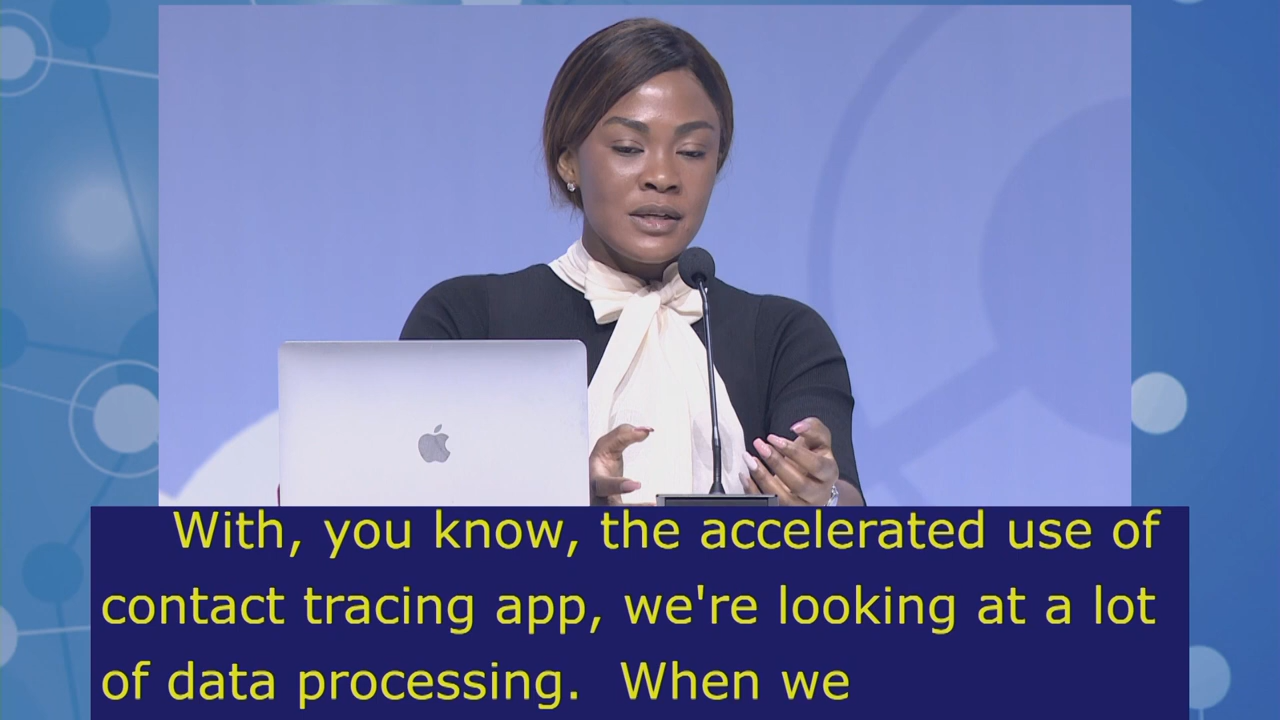 With, you know, the accelerated use of
contact tracing app, we're looking at a lot
of data processing.  When we